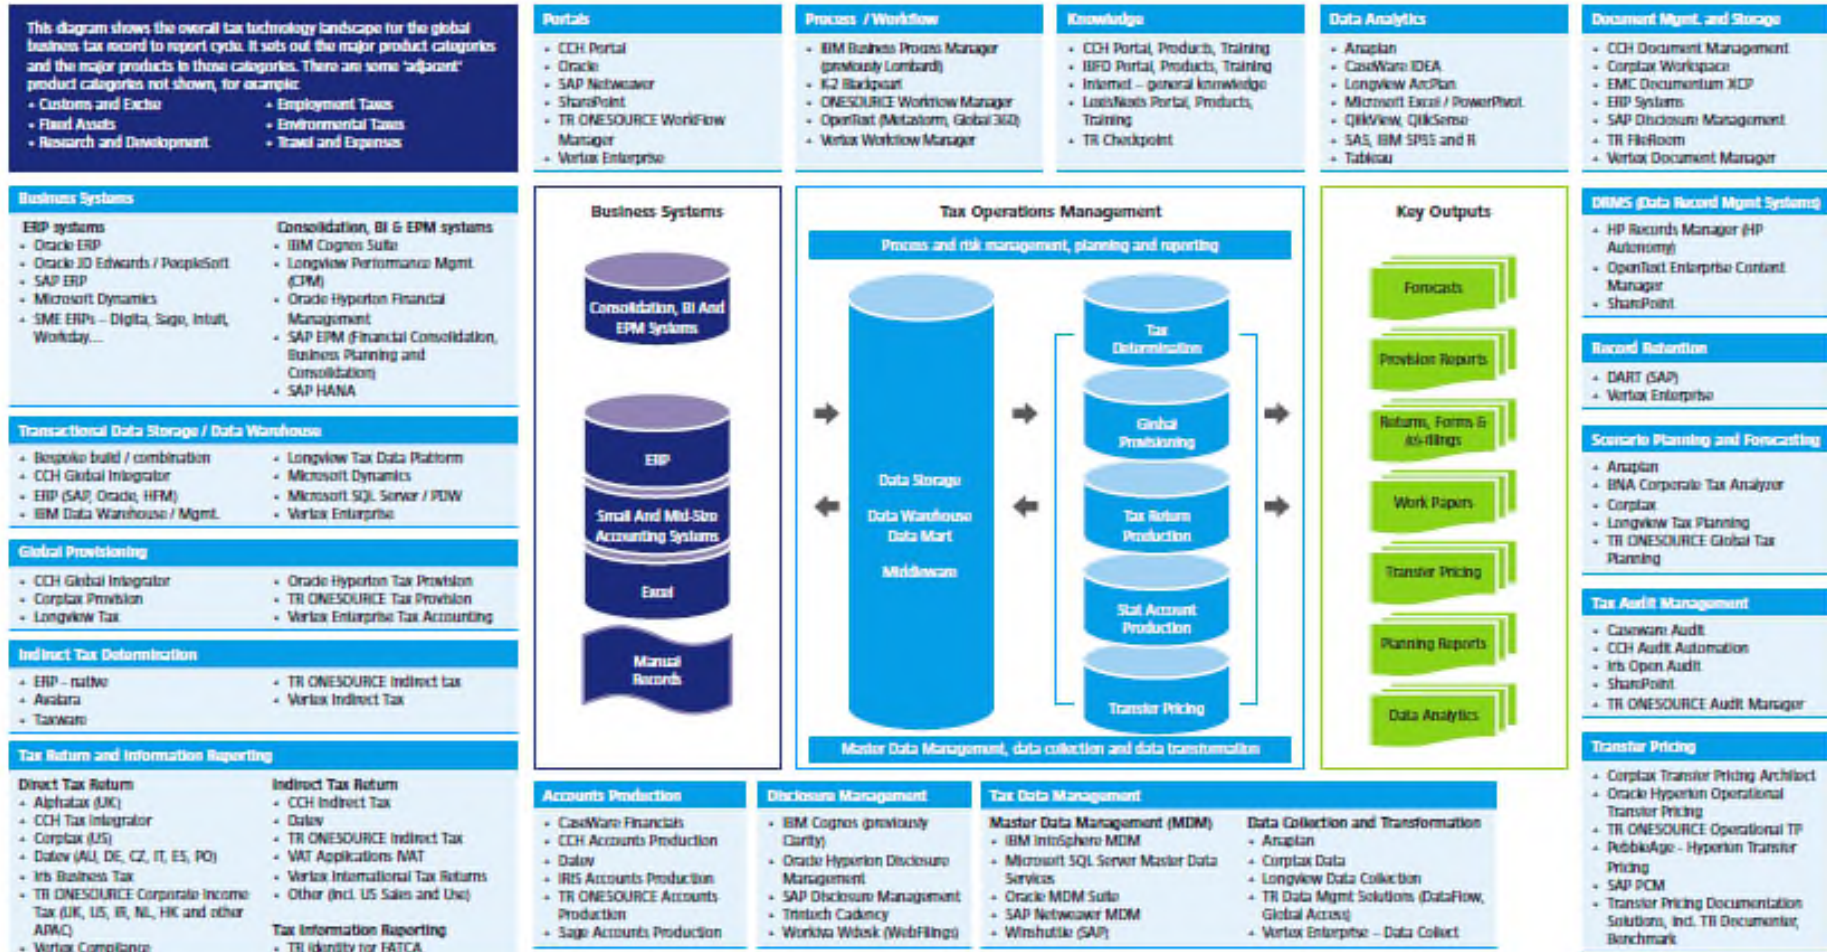 This diagram shows the overall tax technology landscape for the global
business tax record to report cycle. It sets out the major product categories
and the major products in those categories. There are some 'adjacent'
product categories not shown, for example:
• Customs and Excise
• Fixed Assets
• Research and Development
• Employment Taxes
• Environmental Taxes
• Travel and Expenses
Portals
• CCH Portal
• Oracle
• SAP Netweaver
• SharePoint
• TR ONESOURCE WorkFlow
Manager
• Vertex Enterprise
Process / Workflow
• IBM Business Process Manager
(previously Lombardi)
• K-2 Blackpearl
• ONESOURCE Workflow Manager
• OpenText (Metastorm, Global 360)
• Vertex Workflow Manager
Knowledge
• CCH Portal, Products, Training
• IBFD Portal, Products, Training
• Internet – general knowledge
• LexisNexis Portal, Products,
Training
• TR Checkpoint
Data Analytics
• Anaplan
• CaseWare IDEA
• Longview ArcPlan
• Microsoft Excel / PowerPivot
• QlikView, QlikSense
• SAS, IBM SPSS and R
• Tableau
Document Mgmt. and Storage
• CCH Document Management
• Corptax Workspace
• EMC Documentum XCP
• ERP Systems
• SAP Disclosure Management
• TR FileRoom
• Vertex Document Manager
Business Systems
ERP systems
• Oracle ERP
• Oracle JD Edwards / PeopleSoft
• SAP ERP
• Microsoft Dynamics
• SME ERPs – Digita, Sage, Intuit,
Workday....
Consolidation, BI & EPM systems
• IBM Cognos Suite
• Longview Performance Mgmt.
(CPM)
• Oracle Hyperion Financial
Management
• SAP EPM (Financial Consolidation,
Business Planning and
Consolidation)
• SAP HANA
Transactional Data Storage / Data Warehouse
• Bespoke build / combination
• CCH Global Integrator
• ERP (SAP, Oracle, HFM)
• IBM Data Warehouse / Mgmt.
• Longview Tax Data Platform
• Microsoft Dynamics
• Microsoft SQL Server / PDW
• Vertex Enterprise
Global Provisioning
• CCH Global Integrator
• Corptax Provision
• Longview Tax
• Oracle Hyperion Tax Provision
• TR ONESOURCE Tax Provision
• Vertex Enterprise Tax Accounting
Indirect Tax Determination
• ERP – native
• Avalara
• Taxware
• TR ONESOURCE Indirect tax
• Vertex Indirect Tax
Tax Return and Information Reporting
Direct Tax Return
• Alphatax (UK)
• CCH Tax Integrator
• Corptax (US)
• Datev (AU, DE, CZ, IT, ES, PO)
• Iris Business Tax
• TR ONESOURCE Corporate Income
Tax (UK, US, IR, NL, HK and other
APAC)
• Vertex Compliance
Indirect Tax Return
• CCH Indirect Tax
• Datev
• TR ONESOURCE Indirect Tax
• VAT Applications iVAT
• Vertex International Tax Returns
• Other (Incl. US Sales and Use)
Tax Information Reporting
• TR Identity for FATCA
Business Systems
Consolidation, BI And
EPM Systems
ERP
Small And Mid-Size
Accounting Systems
Excel
Manual
Records
Tax Operations Management
Process and risk management, planning and reporting
Data Storage
Data Warehouse
Data Mart
Middleware
Tax
Determination
Global
Provisioning
Tax Return
Production
Stat Account
Production
Transfer Pricing
Master Data Management, data collection and data transformation
Key Outputs
Forecasts
Provision Reports
Returns, Forms &
(e)-filings
Work Papers
Transfer Pricing
Planning Reports
Data Analytics
DRMS (Data Record Mgmt Systems)
• HP Records Manager (HP
Autonomy)
• OpenText Enterprise Content
Manager
• SharePoint
Record Retention
• DART (SAP)
• Vertex Enterprise
Scenario Planning and Forecasting
• Anaplan
• BNA Corporate Tax Analyzer
• Corptax
• Longview Tax Planning
• TR ONESOURCE Global Tax
Planning
Tax Audit Management
• Caseware Audit
• CCH Audit Automation
• Iris Open Audit
• SharePoint
• TR ONESOURCE Audit Manager
Transfer Pricing
• Corptax Transfer Pricing Architect
• Oracle Hyperion Operational
Transfer Pricing
• TR ONESOURCE Operational TP
• PebbleAge - Hyperion Transfer
Pricing
• SAP PCM
• Transfer Pricing Documentation
Solutions, incl. TR Documenter,
Benchmark
Accounts Production
• CaseWare Financials
• CCH Accounts Production
• Datev
• IRIS Accounts Production
• TR ONESOURCE Accounts
Production
• Sage Accounts Production
Disclosure Management
• IBM Cognos (previously
Clarity)
• Oracle Hyperion Disclosure
Management
• SAP Disclosure Management
• Trintech Cadency
• Workiva Wdesk (WebFilings)
Tax Data Management
Master Data Management (MDM)
• IBM InfoSphere MDM
• Microsoft SQL Server Master Data
Services
• Oracle MDM Suite
• SAP Netweaver MDM
• Winshuttle (SAP)
Data Collection and Transformation
• Anaplan
• Corptax Data
• Longview Data Collection
• TR Data Mgmt Solutions (DataFlow,
Global Access)
• Vertex Enterprise – Data Collect